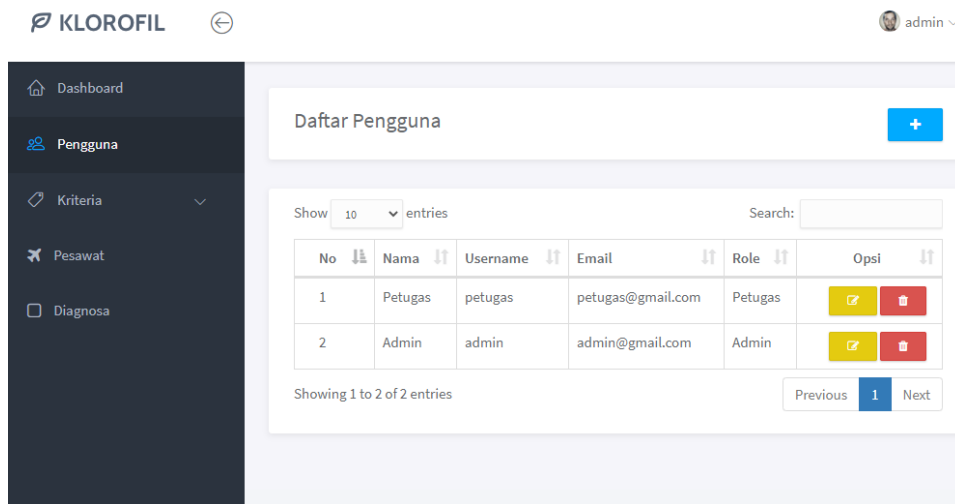 KLOROFIL
admin
Dashboard
Pengguna
Kriteria
Pesawat
Diagnosa
Daftar Pengguna
+
Show 10 entries Search:
No Nama Username Email Role Opsi
1 Petugas petugas petugas@gmail.com Petugas
2 Admin admin admin@gmail.com Admin
Showing 1 to 2 of 2 entries Previous 1 Next